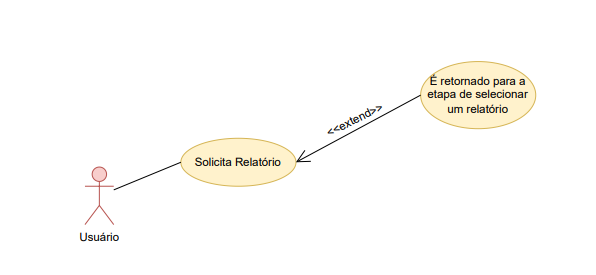 É retornado para a
etapa de selecionar
um relatório
<<extend>>
Solicita Relatório
Usuário